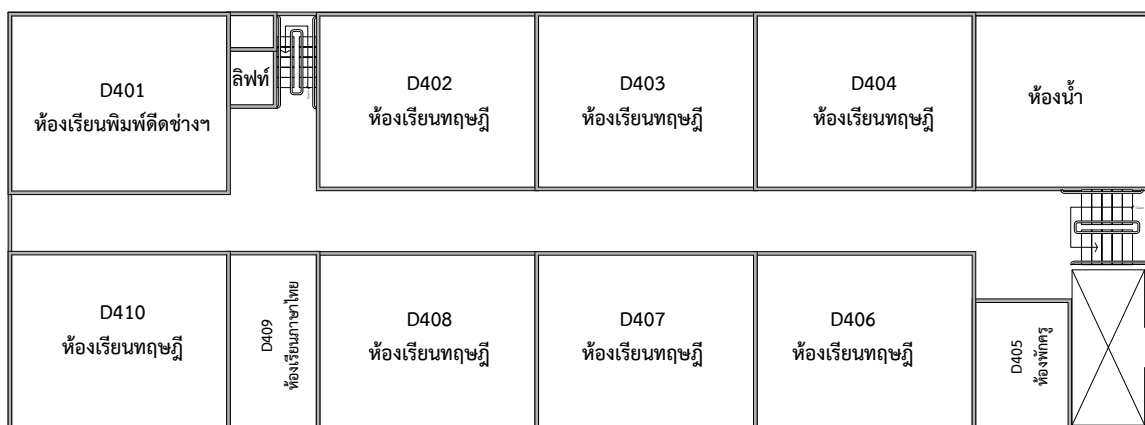 D401
ห้องเรียนพิมพ์ดีดช่างฯ
ลิฟท์
D402
ห้องเรียนทฤษฎี
D403
ห้องเรียนทฤษฎี
D404
ห้องเรียนทฤษฎี
ห้องน้ำ
D410
ห้องเรียนทฤษฎี
D409
ห้องเรียนภาษาไทย
D408
ห้องเรียนทฤษฎี
D407
ห้องเรียนทฤษฎี
D406
ห้องเรียนทฤษฎี
D405
ห้องพักครู